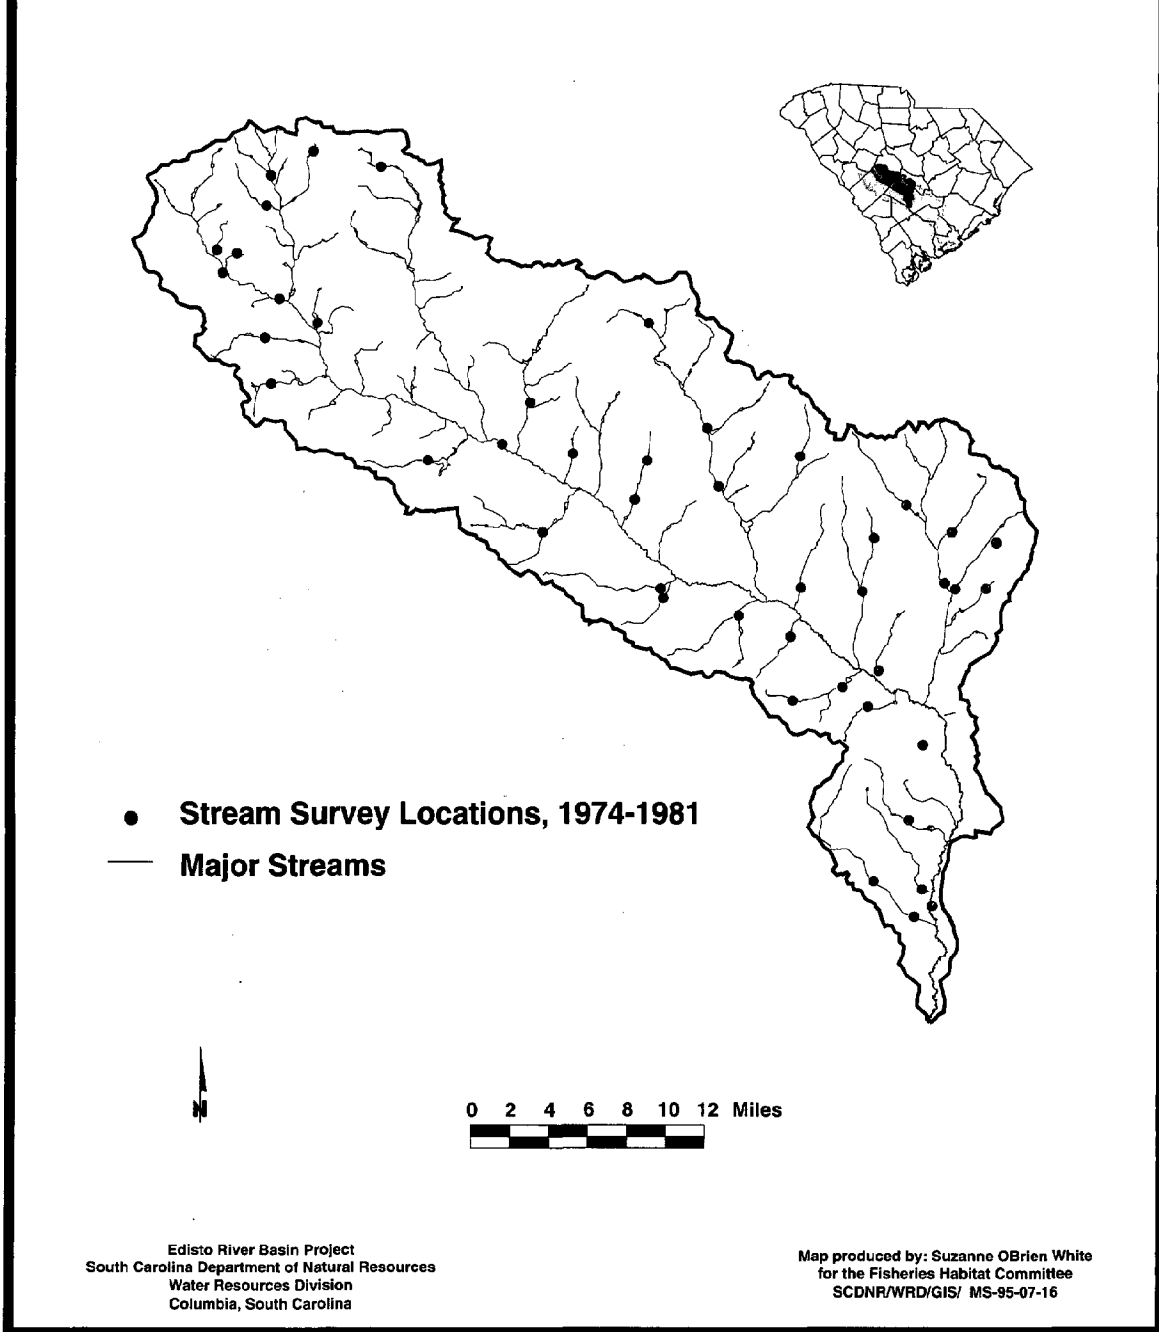 Stream Survey Locations, 1974-1981
Major Streams
N
0 2 4 6 8 10 12 Miles
Edisto River Basin Project
South Carolina Department of Natural Resources
Water Resources Division
Columbia, South Carolina
Map produced by: Suzanne OBrien White
for the Fisheries Habitat Committee
SCDNR/WRD/GIS/ MS-95-07-16